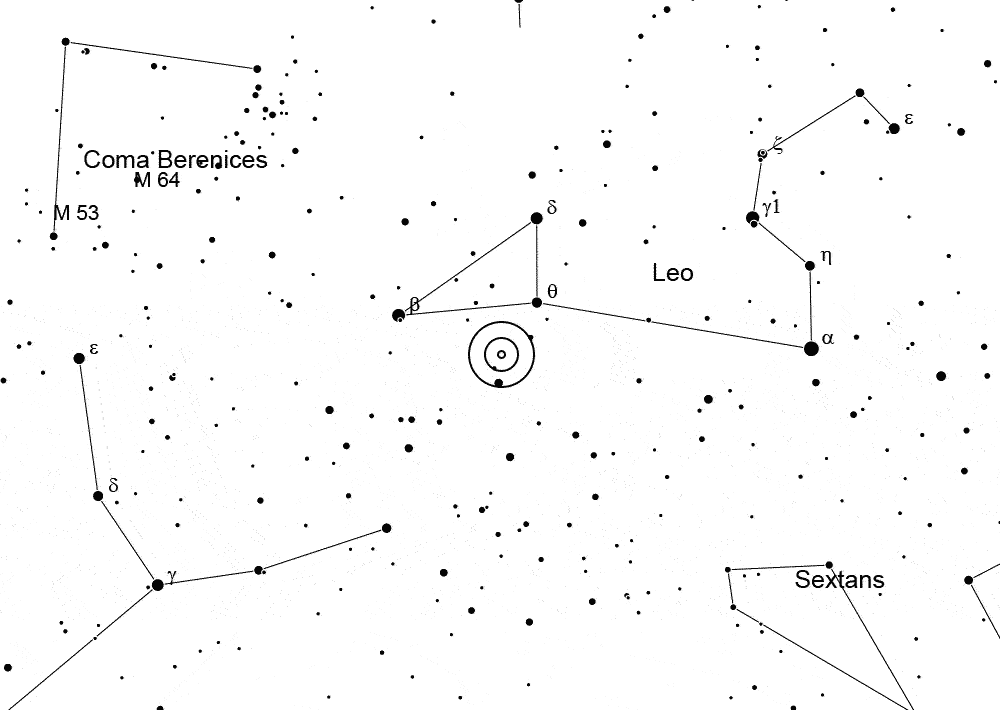 ε
ζ
Coma Berenices
M 64
δ
γ1
M 53
η
Leo
θ
β
α
ε
δ
γ
Sextans